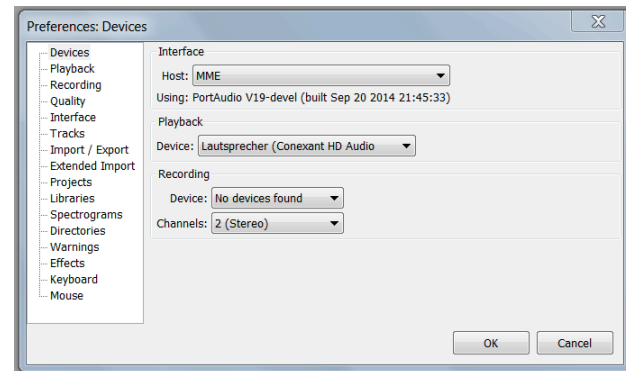 Preferences: Devices
Devices
Playback
Recording
Quality
Interface
Tracks
Import / Export
Extended Import
Projects
Libraries
Spectrograms
Directories
Warnings
Effects
Keyboard
Mouse
Interface
Host: MME
Using: PortAudio V19-devel (built Sep 20 2014 21:45:33)
Playback
Device: Lautsprecher (Conexant HD Audio
Recording
Device: No devices found
Channels: 2 (Stereo)
OK Cancel